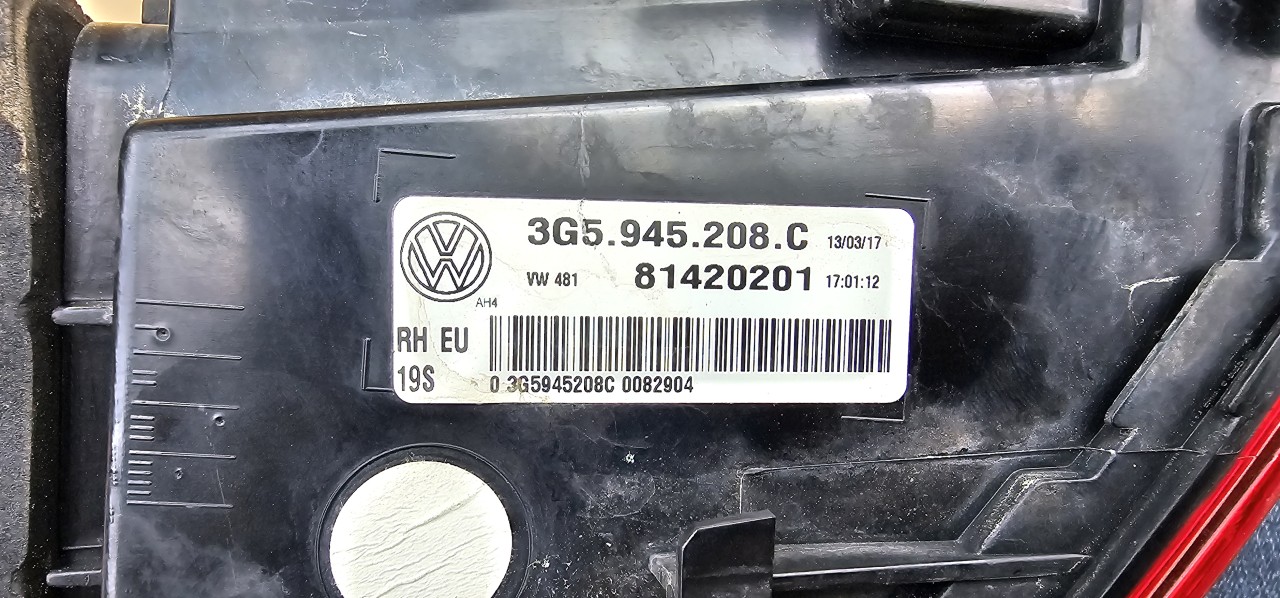 3G5.945.208.C 13/03/17
VW 481 81420201 17:01:12
AH4
RH EU
19S
0 3G5945208C 0082904